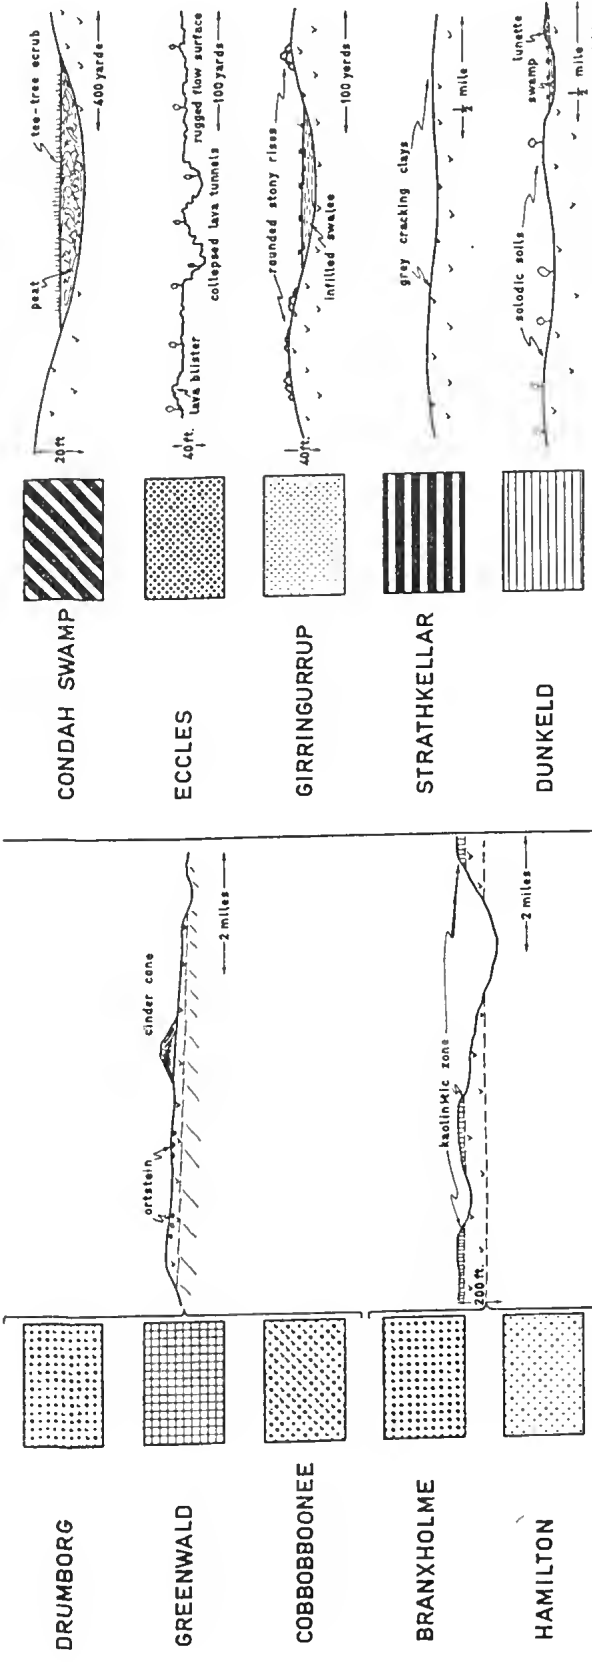 DRUMBORG
GREENWALD
ortstein
cinder cone
2 miles
COBBOBBOONEE
BRANXHOLME
kaolinitic zone
200 ft.
2 miles
HAMILTON
CONDAH SWAMP
20 ft.
peat
tee-tree scrub
400 yards
ECCLES
40 ft.
lava blister
collapsed lava tunnels
rugged flow surface
100 yards
GIRRINGURRUP
40 ft.
rounded stony rises
infilled swales
100 yards
STRATHKELLAR
grey cracking clays
½ mile
DUNKELD
solodic soils
swamp
lunette
½ mile